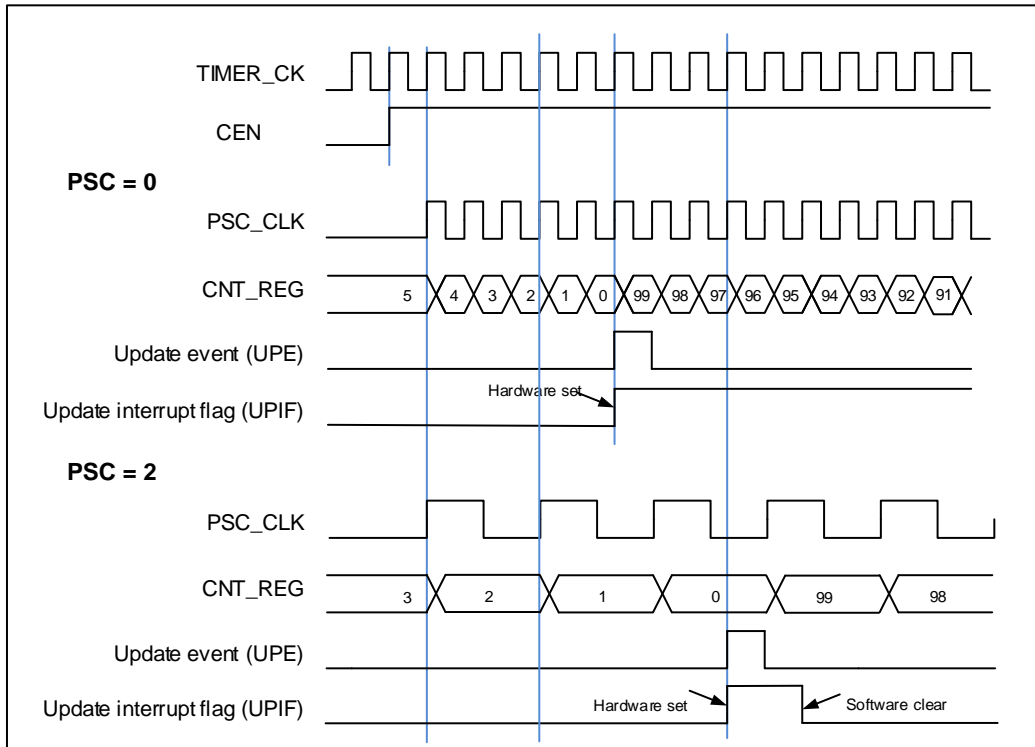 TIMER_CK
CEN
PSC = 0
PSC_CLK
CNT_REG 5 4 3 2 1 0 99 98 97 96 95 94 93 92 91
Update event (UPE)
Hardware set
Update interrupt flag (UPIF)
PSC = 2
PSC_CLK
CNT_REG 3 2 1 0 99 98
Update event (UPE)
Update interrupt flag (UPIF) Hardware set Software clear